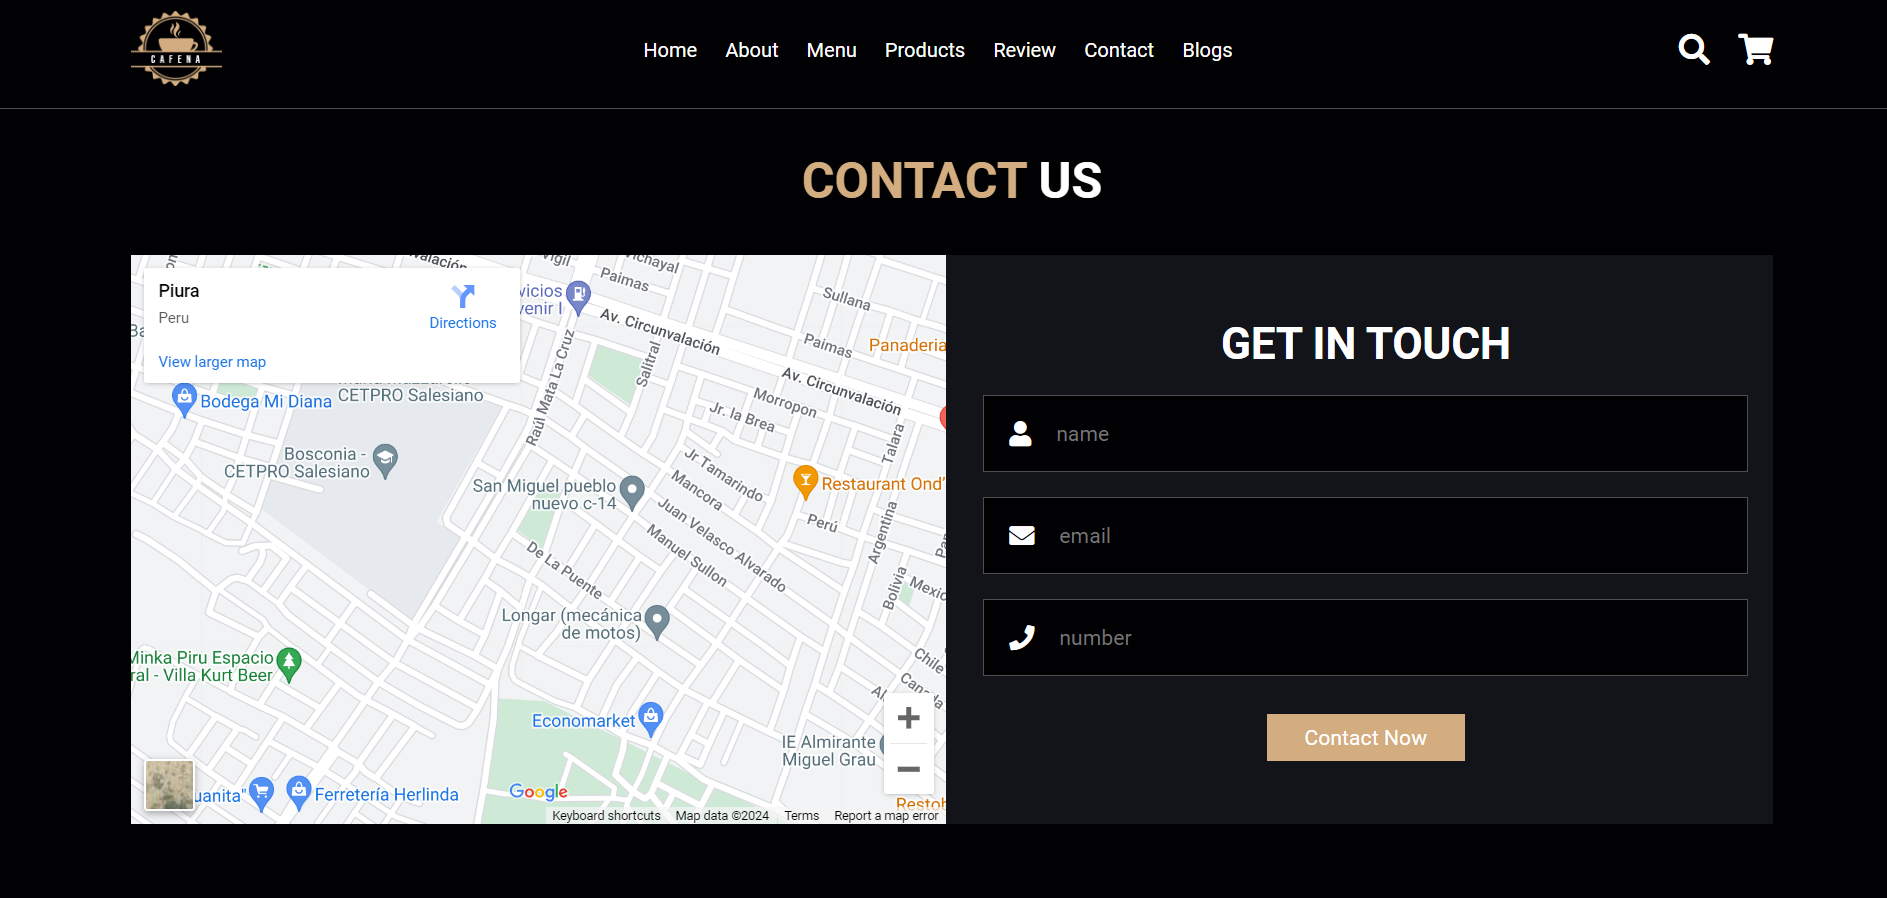 CAFENA
Home About Menu Products Review Contact Blogs
CONTACT US
Piura
Peru
Directions
View larger map
Vigil
Paimas
Sullana
Av. Circunvalación
Paimas
Panaderia
Av. Circunvalación
Morropon
Jr. la Brea
Salitral
Raúl Mata La Cruz
Talara
CETPRO Salesiano
Bodega Mi Diana
Bosconia -
CETPRO Salesiano
Jr Tamarindo
Mancora
San Miguel pueblo
nuevo c-14
Restaurant Ond'
Perú
Argentina
Juan Velasco Alvarado
Manuel Sullon
De La Puente
Bolivia
Mexico
Longar (mecánica
de motos)
Chile
Minka Piru Espacio
ral - Villa Kurt Beer
Canada
Economarket
IE Almirante
Miguel Grau
uanita"
Ferretería Herlinda
Google
Restob
Keyboard shortcuts Map data ©2024 Terms Report a map error
GET IN TOUCH
name
email
number
Contact Now